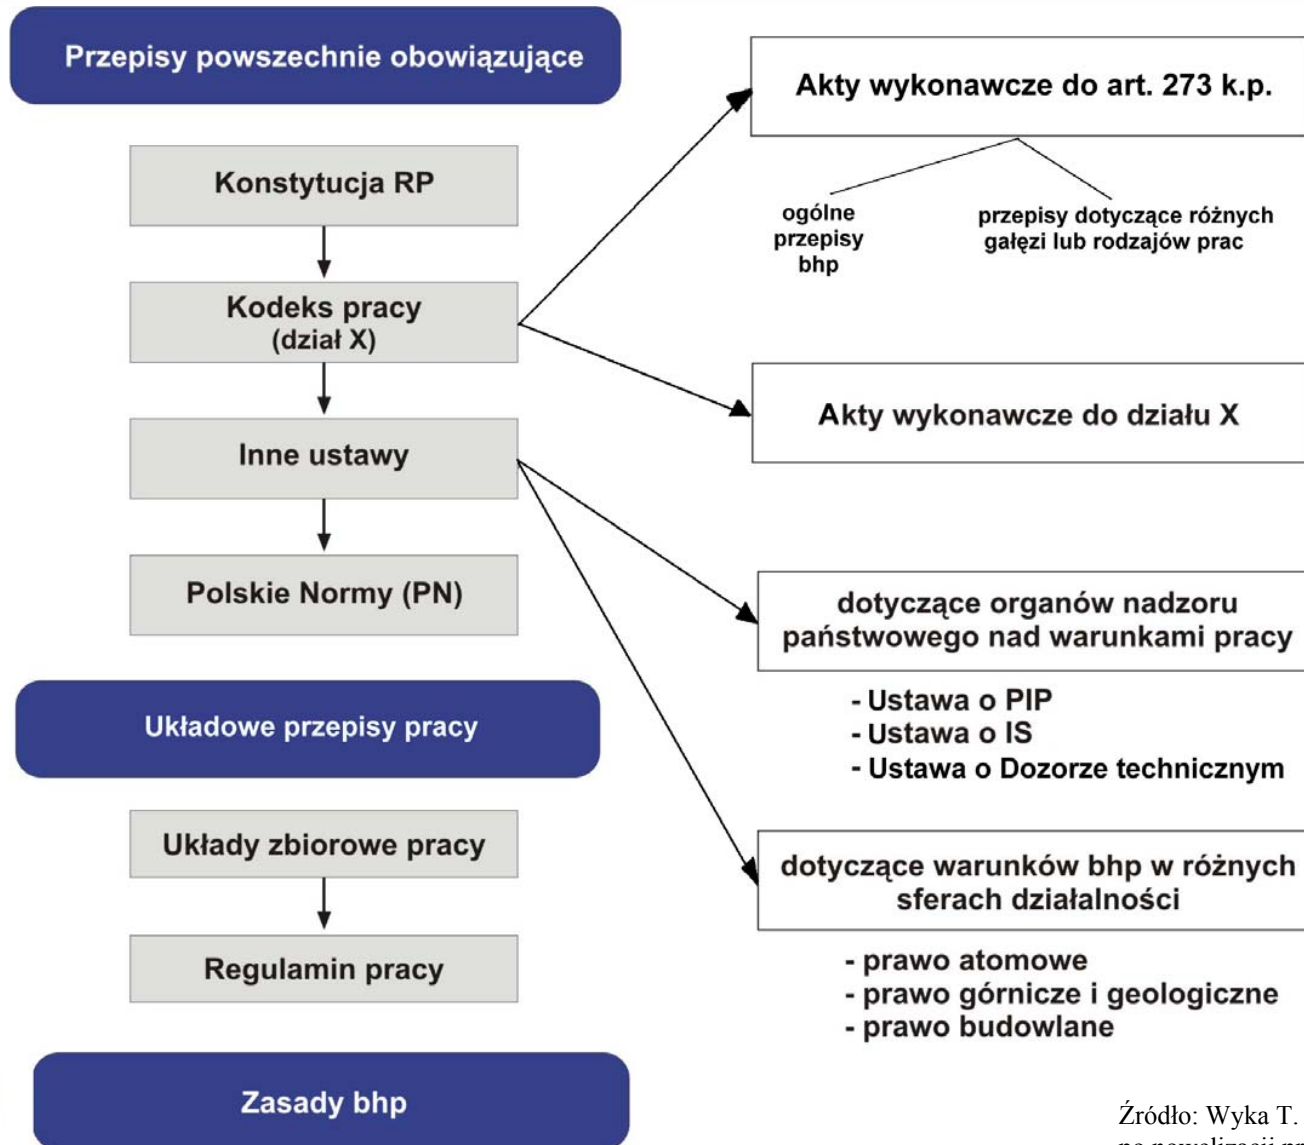 Przepisy powszechnie obowiązujące
Konstytucja RP
Kodeks pracy
(dział X)
Inne ustawy
Polskie Normy (PN)
Układowe przepisy pracy
Układy zbiorowe pracy
Regulamin pracy
Zasady bhp
Akty wykonawcze do art. 273 k.p.
ogólne
przepisy
bhp
przepisy dotyczące różnych
gałęzi lub rodzajów prac
Akty wykonawcze do działu X
dotyczące organów nadzoru
państwowego nad warunkami pracy
- Ustawa o PIP
- Ustawa o IS
- Ustawa o Dozorze technicznym
dotyczące warunków bhp w różnych
sferach działalności
- prawo atomowe
- prawo górnicze i geologiczne
- prawo budowlane
Źródło: Wyka T.